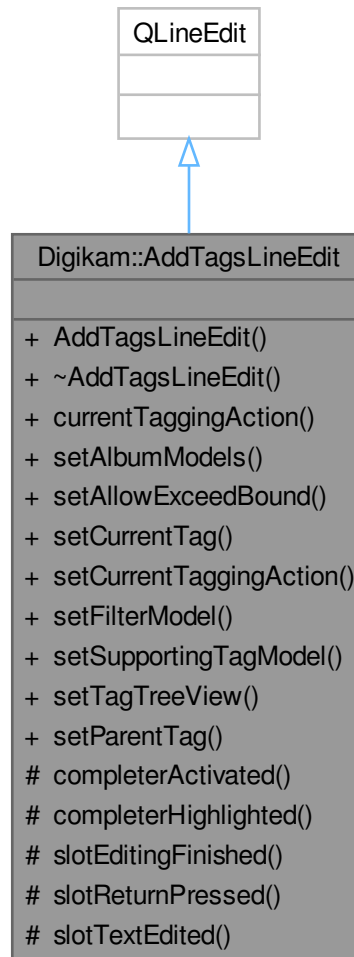 QLineEdit
Digikam::AddTagsLineEdit
+ AddTagsLineEdit()
+ ~AddTagsLineEdit()
+ currentTaggingAction()
+ setAlbumModels()
+ setAllowExceedBound()
+ setCurrentTag()
+ setCurrentTaggingAction()
+ setFilterModel()
+ setSupportingTagModel()
+ setTagTreeView()
+ setParentTag()
# completerActivated()
# completerHighlighted()
# slotEditingFinished()
# slotReturnPressed()
# slotTextEdited()